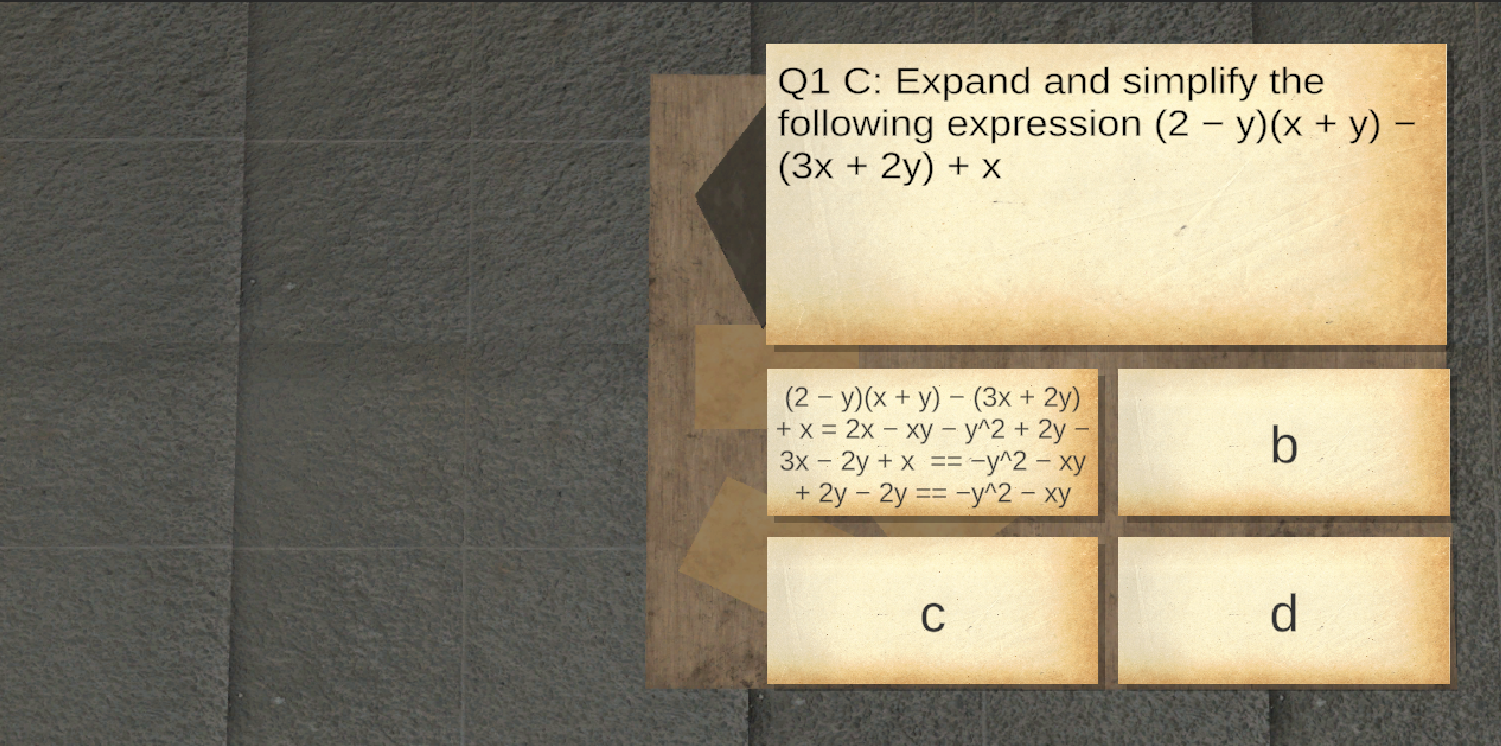 Q1 C: Expand and simplify the
following expression (2 − y)(x + y) −
(3x + 2y) + x
(2 − y)(x + y) − (3x + 2y)
+ x = 2x − xy − y^2 + 2y −
3x − 2y + x  == −y^2 − xy
+ 2y − 2y == −y^2 − xy
b
c
d